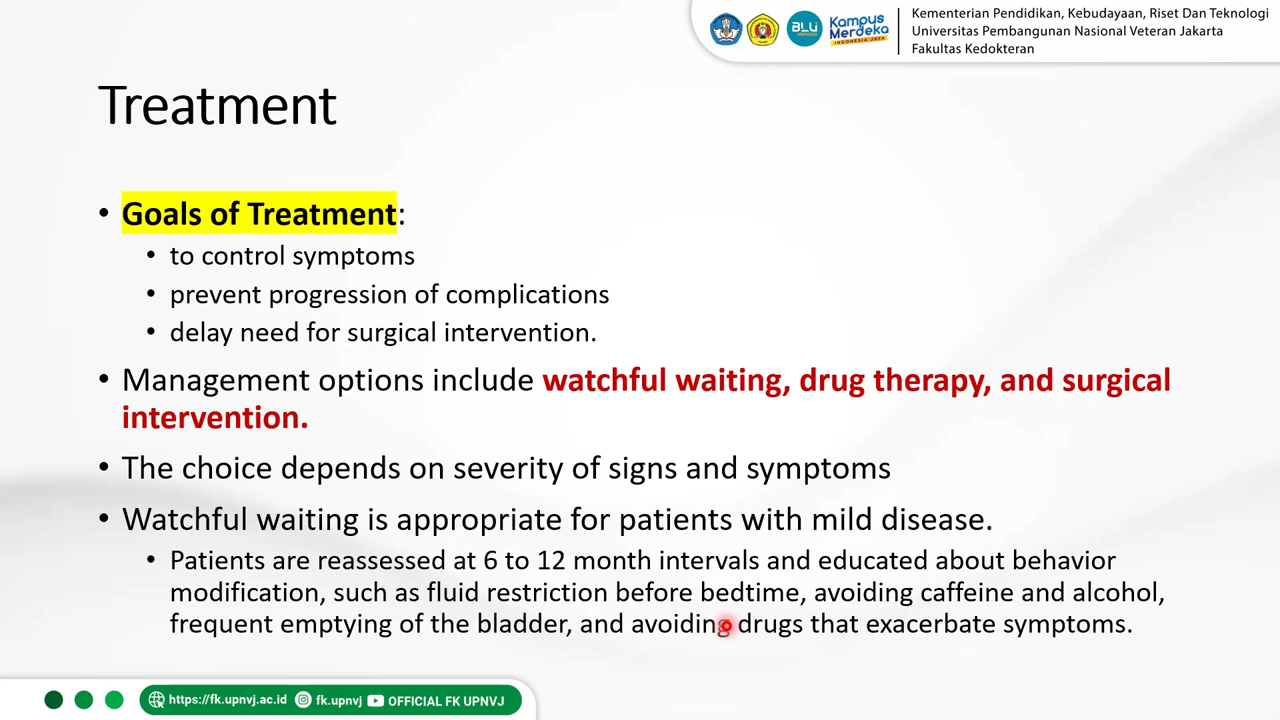 BLU
Kampus
Merdeka
INDONESIA JAYA
Kementerian Pendidikan, Kebudayaan, Riset Dan Teknologi
Universitas Pembangunan Nasional Veteran Jakarta
Fakultas Kedokteran
Treatment
• Goals of Treatment:
• to control symptoms
• prevent progression of complications
• delay need for surgical intervention.
• Management options include watchful waiting, drug therapy, and surgical
intervention.
• The choice depends on severity of signs and symptoms
• Watchful waiting is appropriate for patients with mild disease.
• Patients are reassessed at 6 to 12 month intervals and educated about behavior
modification, such as fluid restriction before bedtime, avoiding caffeine and alcohol,
frequent emptying of the bladder, and avoiding drugs that exacerbate symptoms.
https://fk.upnvj.ac.id fk.upnvj OFFICIAL FK UPNVJ